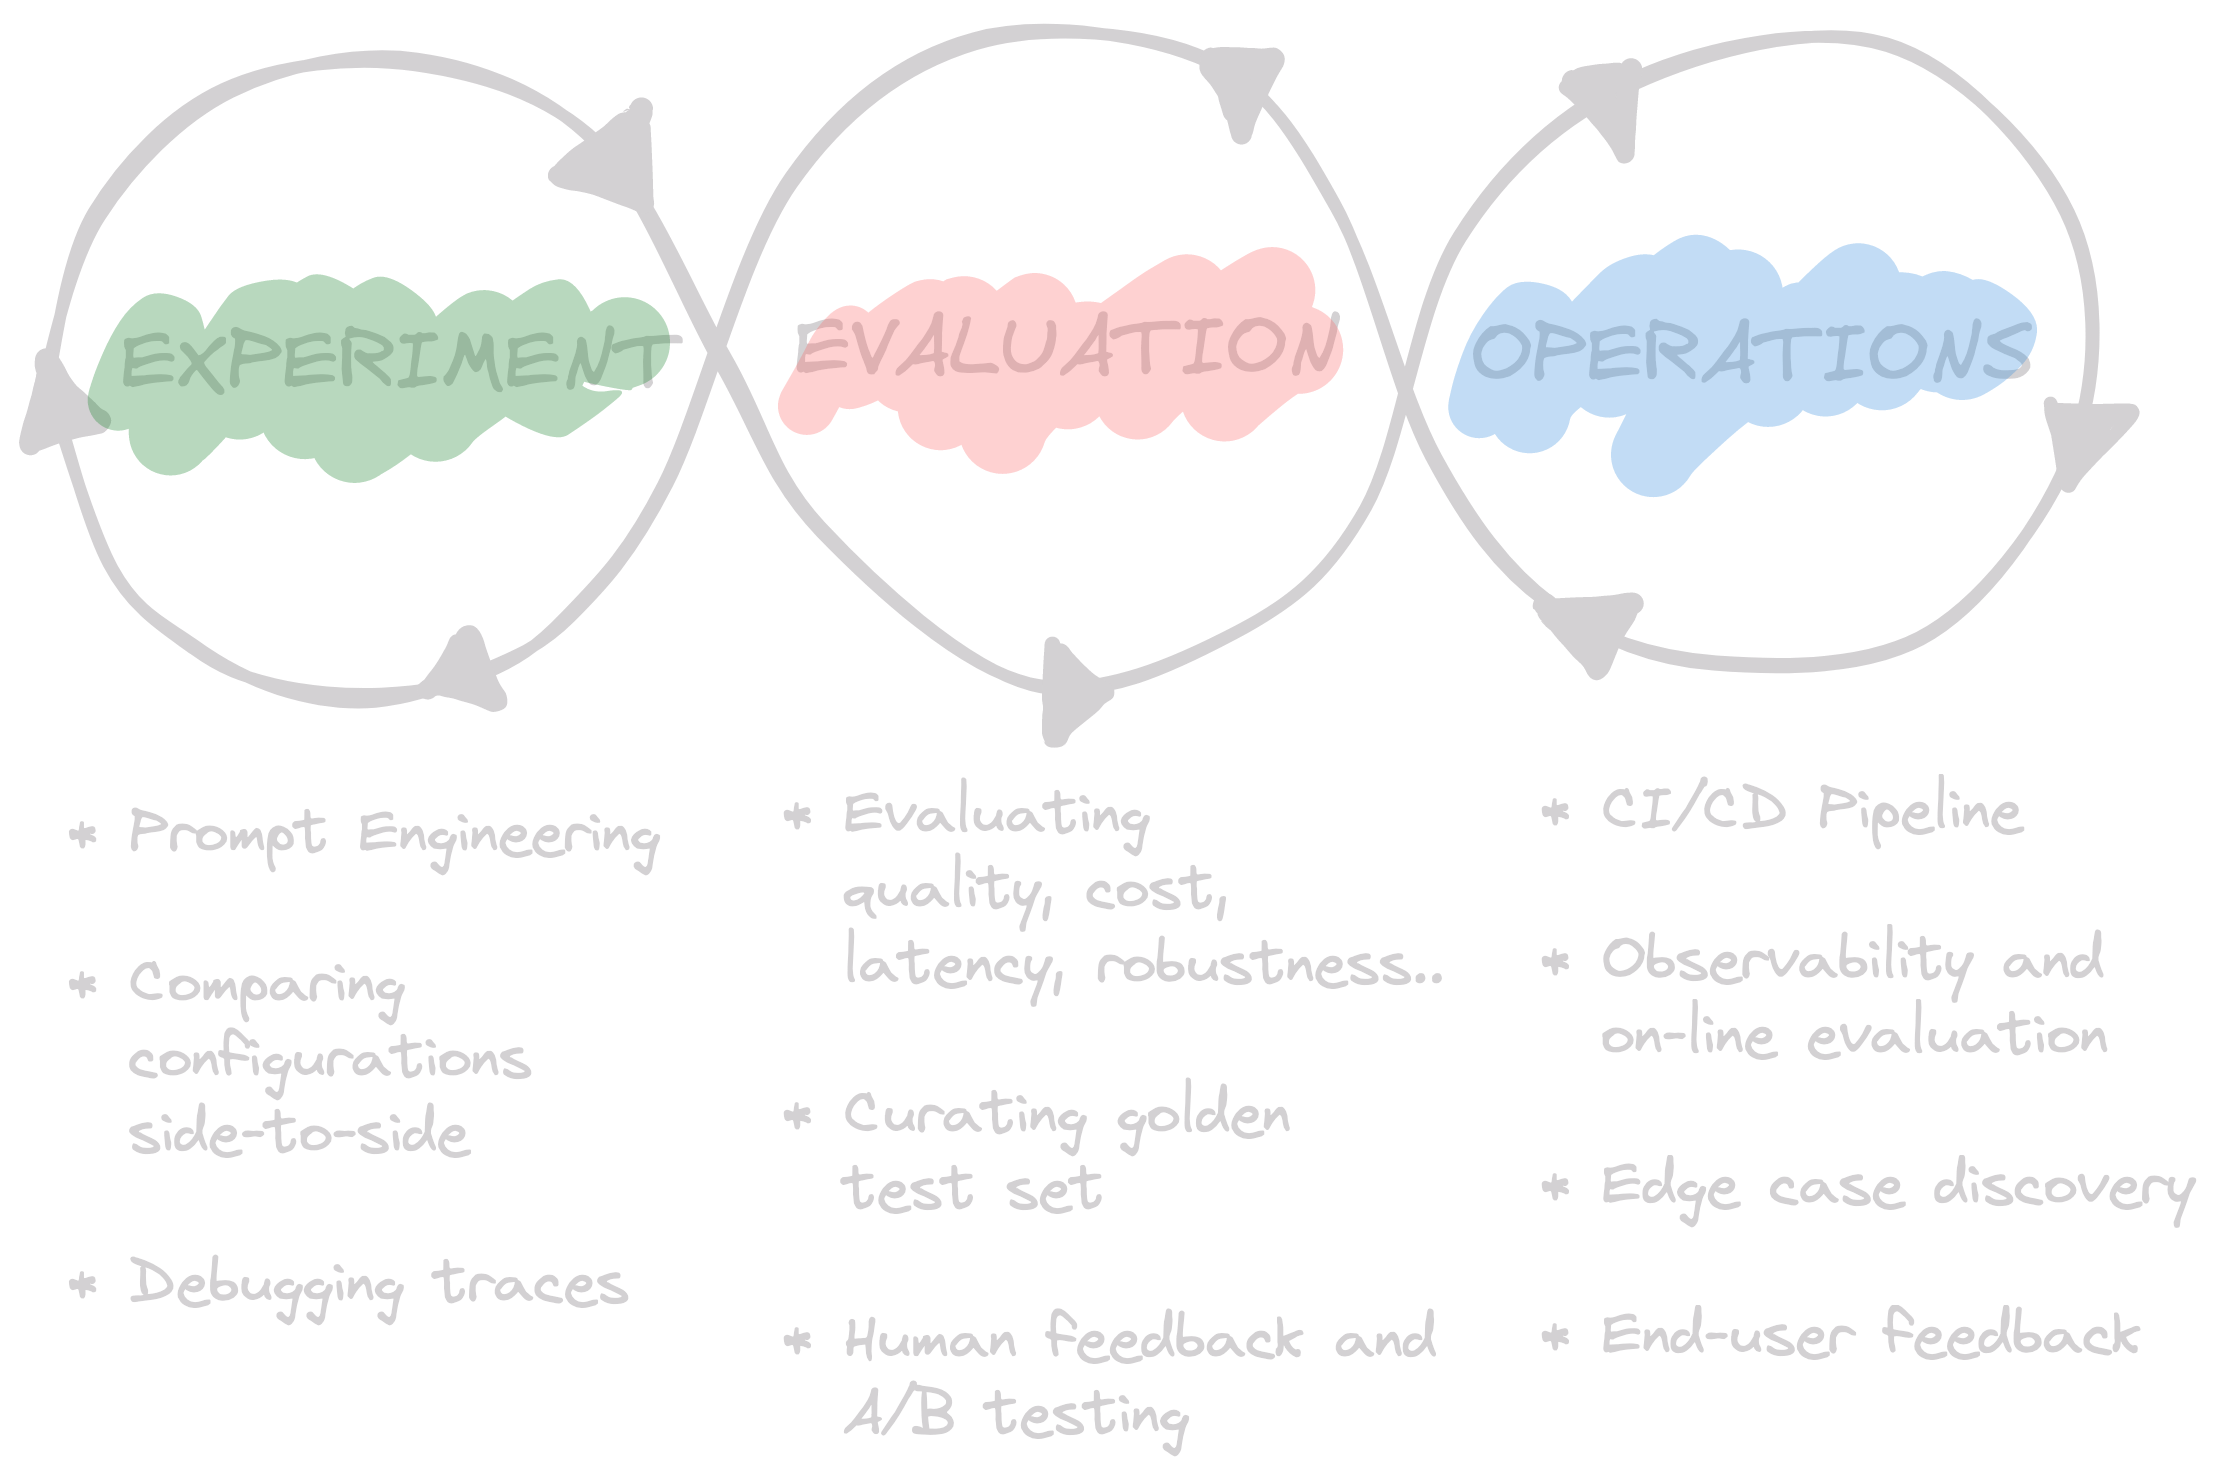 EXPERIMENT
EVALUATION
OPERATIONS
* Prompt Engineering
* Comparing
configurations
side-to-side
* Debugging traces
* Evaluating
quality, cost,
latency, robustness..
* Curating golden
test set
* Human feedback and
A/B testing
* CI/CD Pipeline
* Observability and
on-line evaluation
* Edge case discovery
* End-user feedback